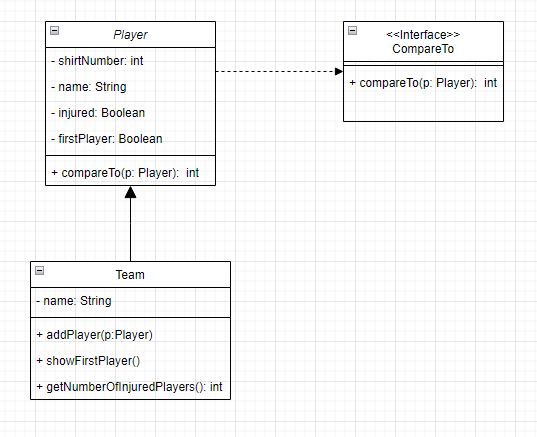 Player
- shirtNumber: int
- name: String
- injured: Boolean
- firstPlayer: Boolean
+ compareTo(p: Player): int
<<Interface>>
CompareTo
+ compareTo(p: Player): int
Team
- name: String
+ addPlayer(p:Player)
+ showFirstPlayer()
+ getNumberOfInjuredPlayers(): int